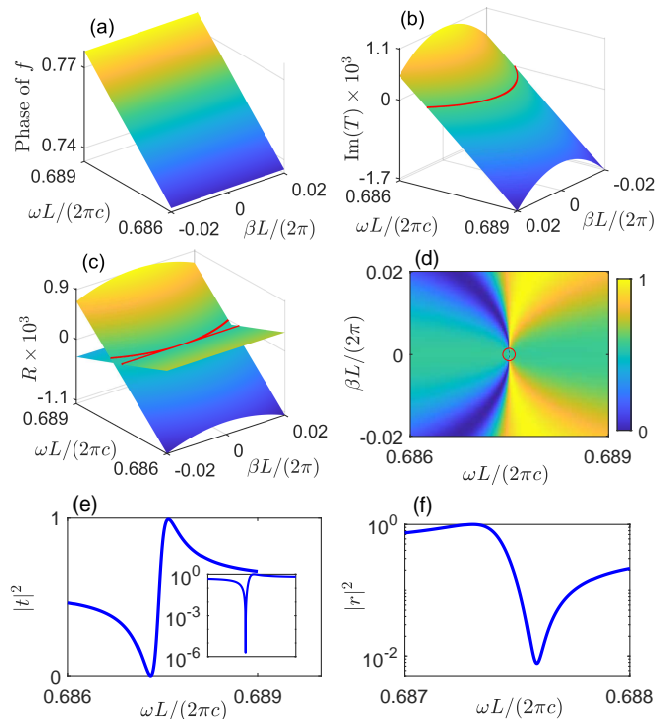 (a)
Phase of f
0.77
0.74
0.689
0.686
ωL/(2πc)
-0.02
0
0.02
βL/(2π)
(b)
Im(T) × 10³
1.1
0
-1.7
0.686
0.689
ωL/(2πc)
0.02
0
-0.02
βL/(2π)
(c)
R × 10³
0.9
0
-1.1
0.689
0.686
ωL/(2πc)
-0.02
0
0.02
βL/(2π)
(d)
βL/(2π)
0.02
0
-0.02
0.686
0.689
ωL/(2πc)
1
0
(e)
|t|²
1
0
0.686
0.689
ωL/(2πc)
10⁰
10⁻³
10⁻⁶
(f)
|r|²
10⁰
10⁻²
0.687
0.688
ωL/(2πc)